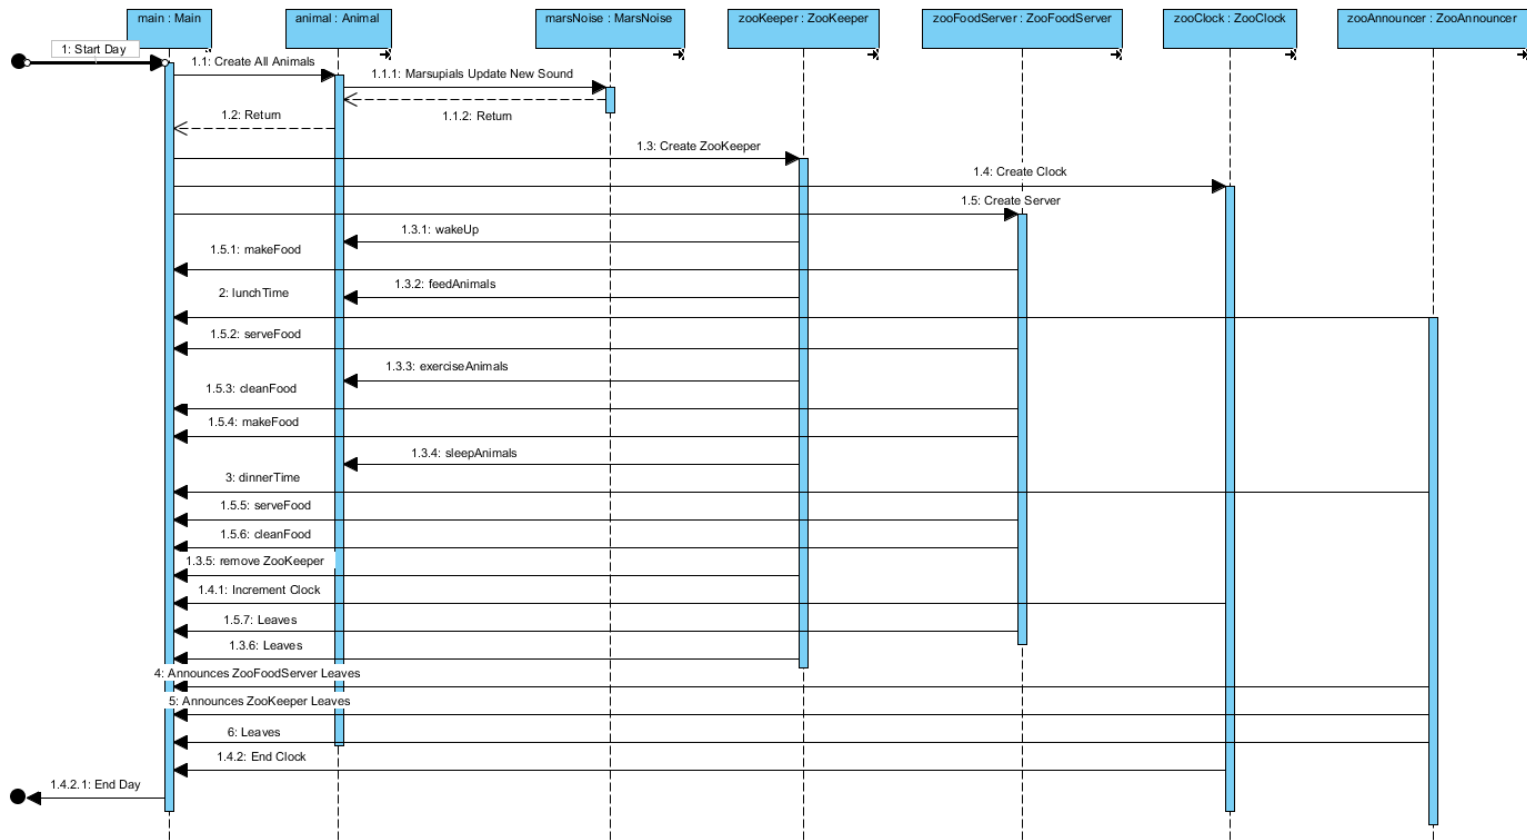 main : Main
animal : Animal
marsNoise : MarsNoise
zooKeeper : ZooKeeper
zooFoodServer : ZooFoodServer
zooClock : ZooClock
zooAnnouncer : ZooAnnouncer
1: Start Day
1.1: Create All Animals
1.1.1: Marsupials Update New Sound
1.2: Return
1.1.2: Return
1.3: Create ZooKeeper
1.4: Create Clock
1.5: Create Server
1.3.1: wakeUp
1.5.1: makeFood
1.3.2: feedAnimals
2: lunchTime
1.5.2: serveFood
1.3.3: exerciseAnimals
1.5.3: cleanFood
1.5.4: makeFood
1.3.4: sleepAnimals
3: dinnerTime
1.5.5: serveFood
1.5.6: cleanFood
1.3.5: remove ZooKeeper
1.4.1: Increment Clock
1.5.7: Leaves
1.3.6: Leaves
4: Announces ZooFoodServer Leaves
5: Announces ZooKeeper Leaves
6: Leaves
1.4.2: End Clock
1.4.2.1: End Day